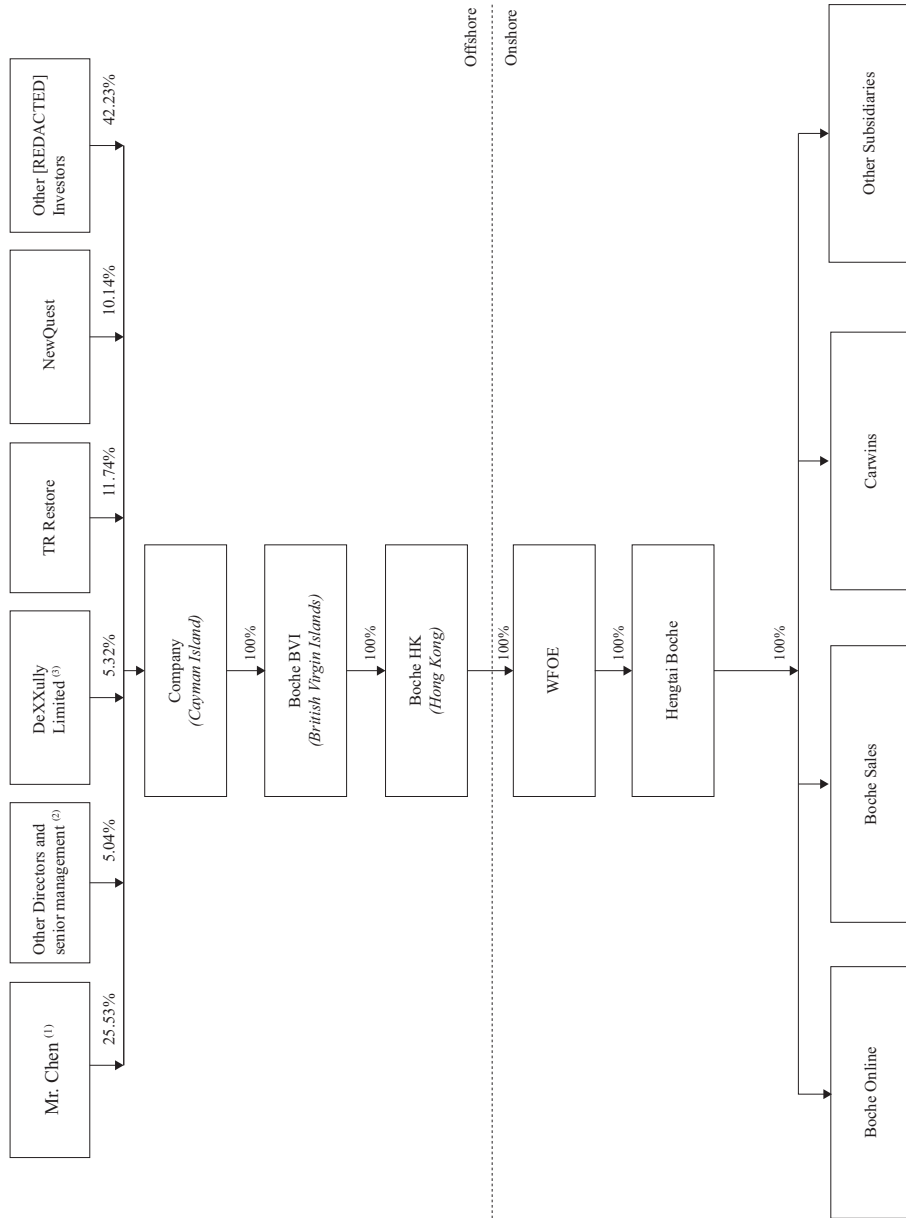 Mr. Chen (1)
Other Directors and
senior management (2)
DeXXully
Limited (3)
TR Restore
NewQuest
Other [REDACTED]
Investors
25.53%
5.04%
5.32%
11.74%
10.14%
42.23%
Company
(Cayman Island)
100%
Boche BVI
(British Virgin Islands)
100%
Boche HK
(Hong Kong)
Offshore
Onshore
100%
WFOE
100%
Hengtai Boche
100%
Boche Online
Boche Sales
Carwins
Other Subsidiaries